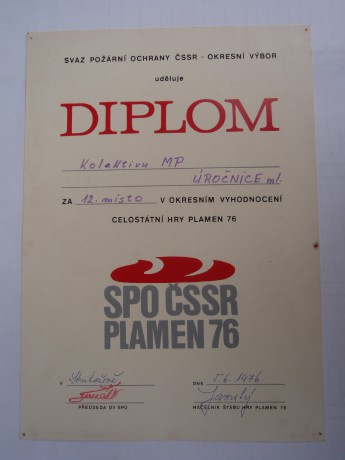 SVAZ POŽÁRNÍ OCHRANY ČSSR - OKRESNÍ VÝBOR
uděluje
DIPLOM
Kolektivu MP
ÚROČNICE ml.
ZA 12. místo V OKRESNÍM VYHODNOCENÍ
CELOSTÁTNÍ HRY PLAMEN 76
SPO ČSSR
PLAMEN 76
V DNE 5.6.1976
PŘEDSEDA OV SPO NÁČELNÍK ŠTÁBU HRY PLAMEN 76